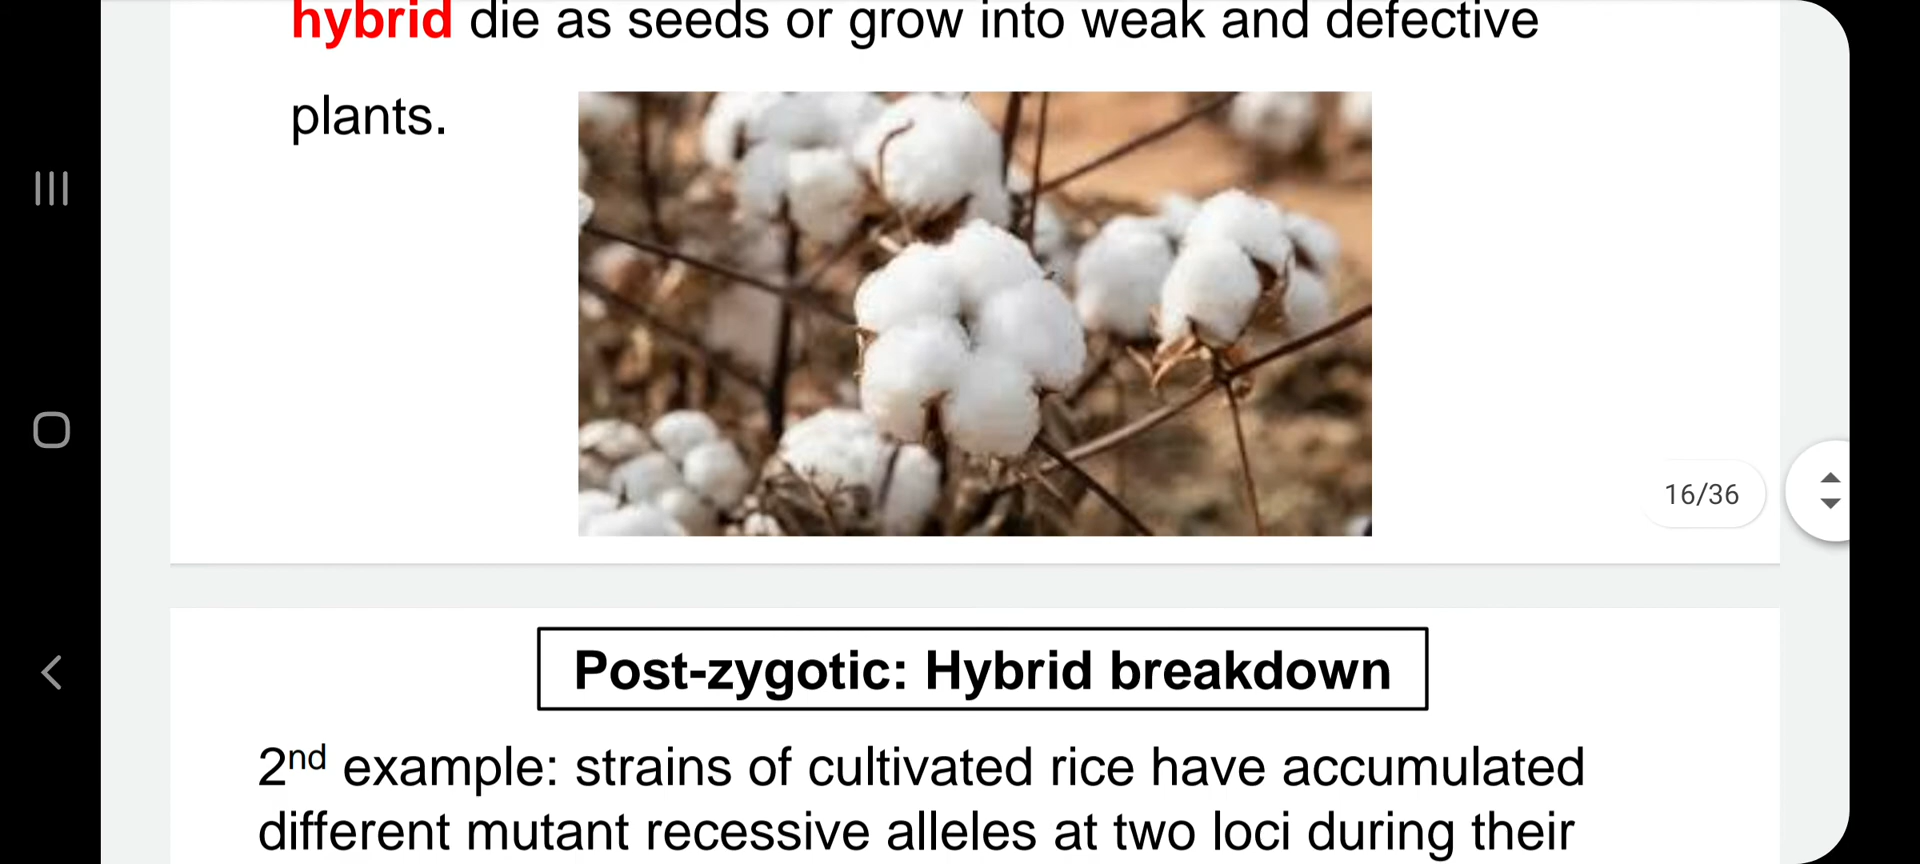 hybrid die as seeds or grow into weak and defective
plants.
16/36
Post-zygotic: Hybrid breakdown
2nd example: strains of cultivated rice have accumulated
different mutant recessive alleles at two loci during their